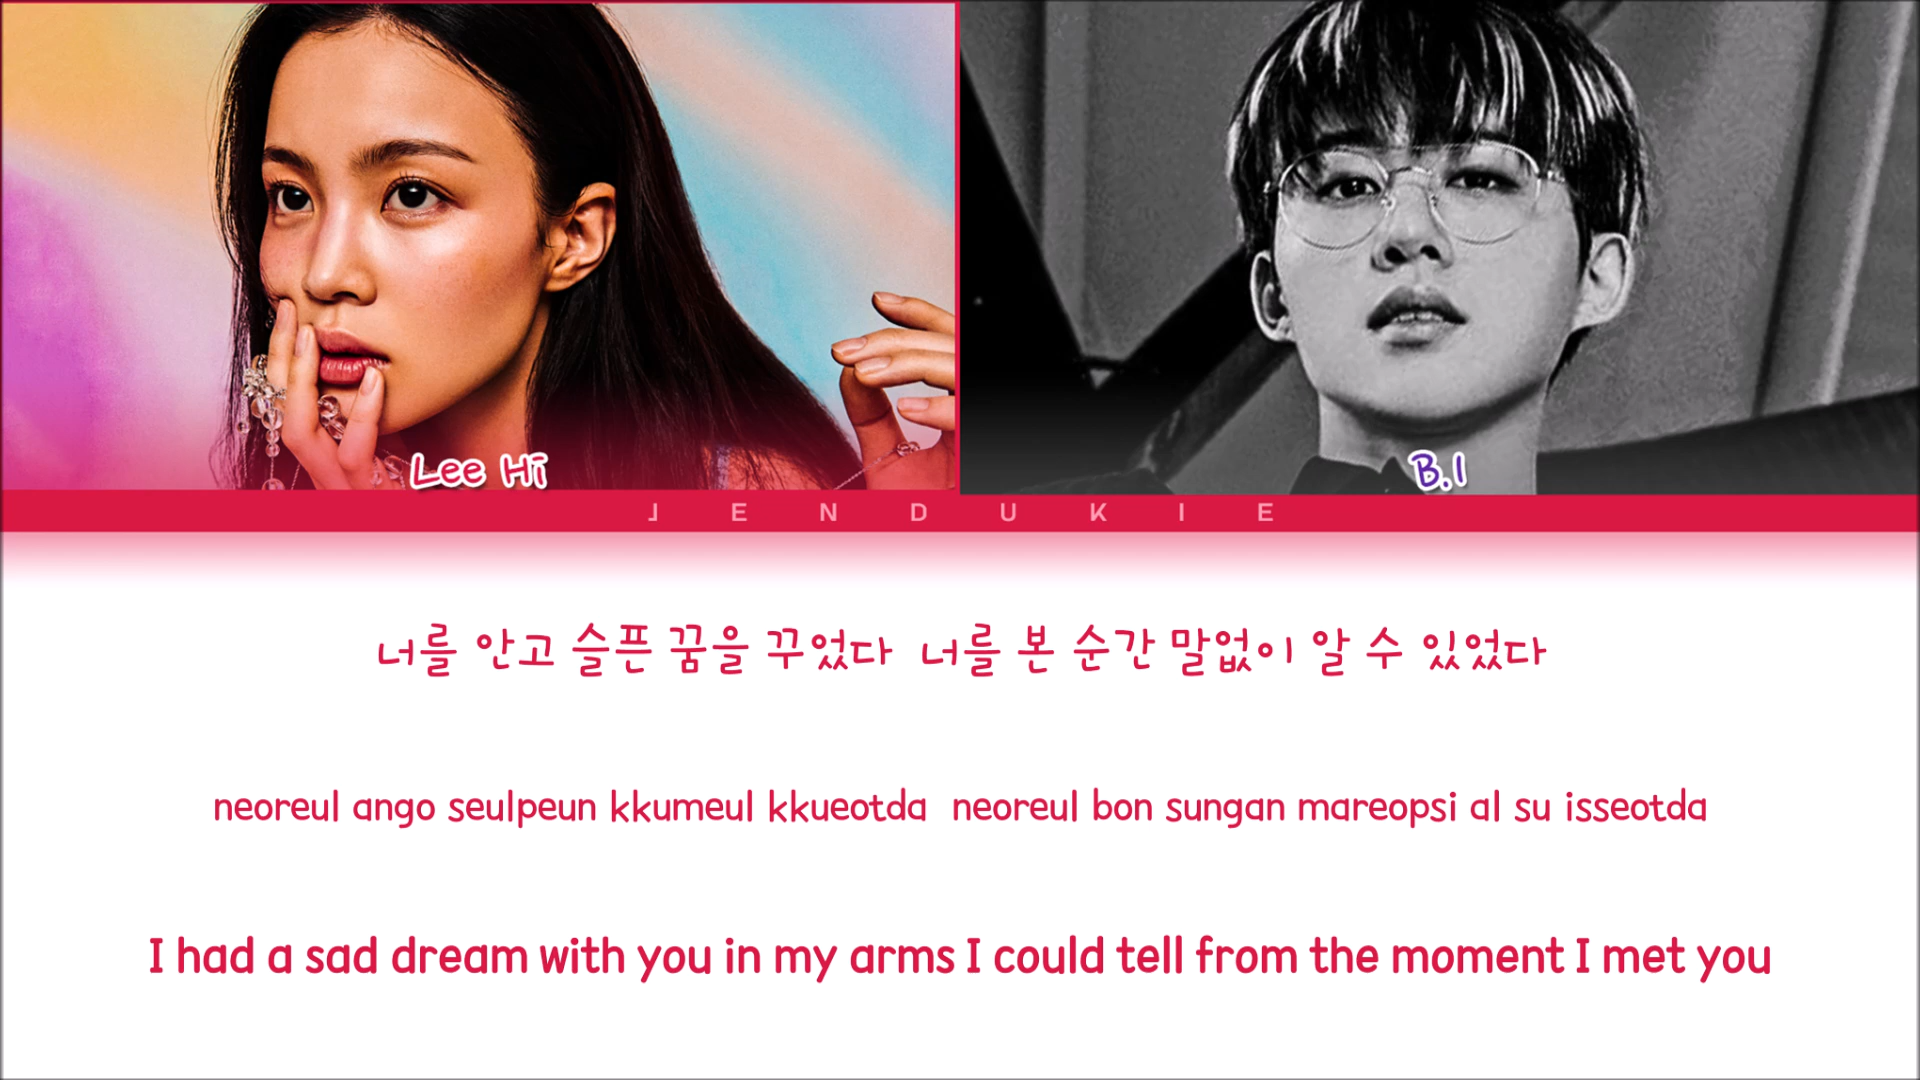 Lee Hi
B.I
JENDUKIE
너를 안고 슬픈 꿈을 꾸었다 너를 본 순간 말없이 알 수 있었다
neoreul ango seulpeun kkumeul kkueotda neoreul bon sungan mareopsi al su isseotda
I had a sad dream with you in my arms I could tell from the moment I met you